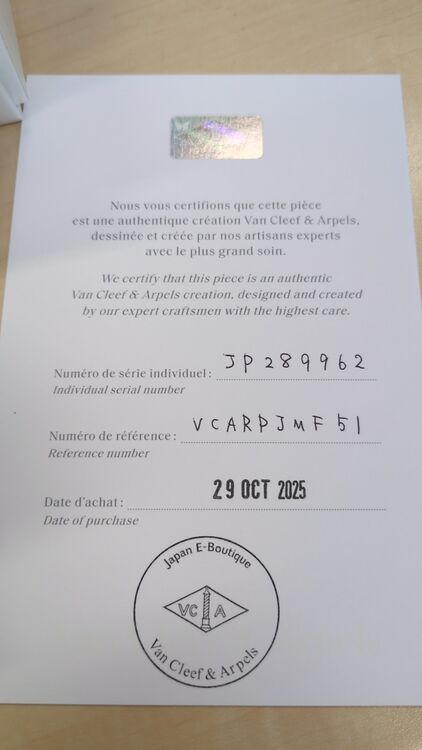 Nous vous certifions que cette pièce
est une authentique création Van Cleef & Arpels,
dessinée et créée par nos artisans experts
avec le plus grand soin.
We certify that this piece is an authentic
Van Cleef & Arpels creation, designed and created
by our expert craftsmen with the highest care.
Numéro de série individuel : JP289962
Individual serial number
Numéro de référence : VCARPJMF51
Reference number
Date d'achat : 29 OCT 2025
Date of purchase
Japan E-Boutique
VC A
Van Cleef & Arpels